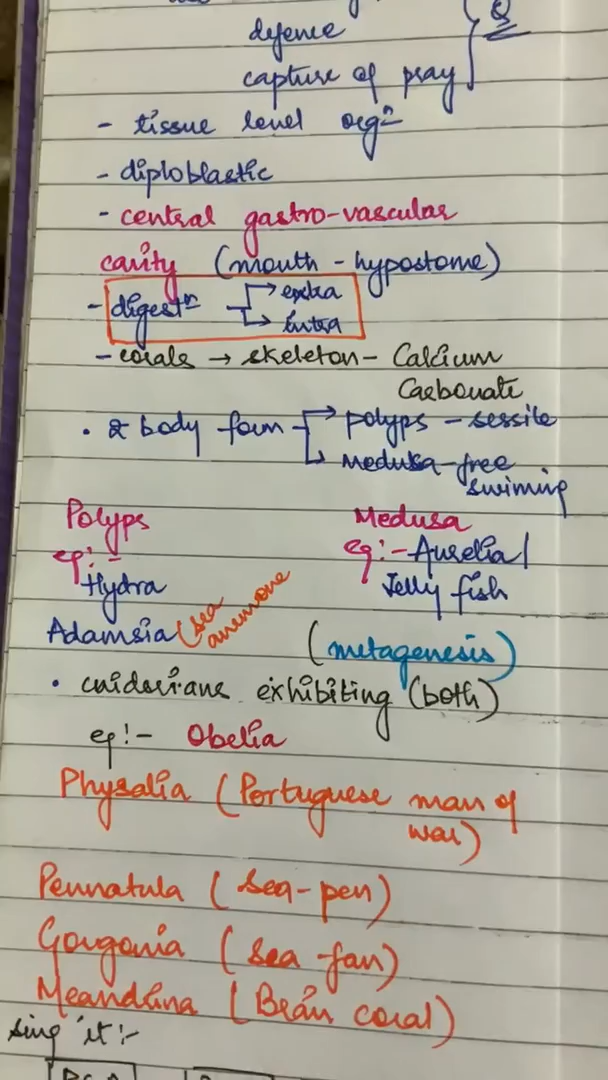 defence
Q
capture of pray
- tissue level orgⁿ
- diploblastic
- central gastro-vascular
cavity (mouth - hypostome)
- digestⁿ → extra
→ intra
- corals → skeleton - Calcium
Carbonate
• 2 body form → polyps - sessile
→ medusa - free
swiming
Polyps Medusa
eg:- eg:- Aurelia/
Hydra Jelly fish
Adamsia (sea
anemone
(metagenesis)
• cnidarians exhibiting (both)
eg:- Obelia
Physalia (Portuguese man of
war)
Pennatula (Sea-pen)
Gorgonia (Sea-fan)
Meandrina (Brain coral)
sing it:-